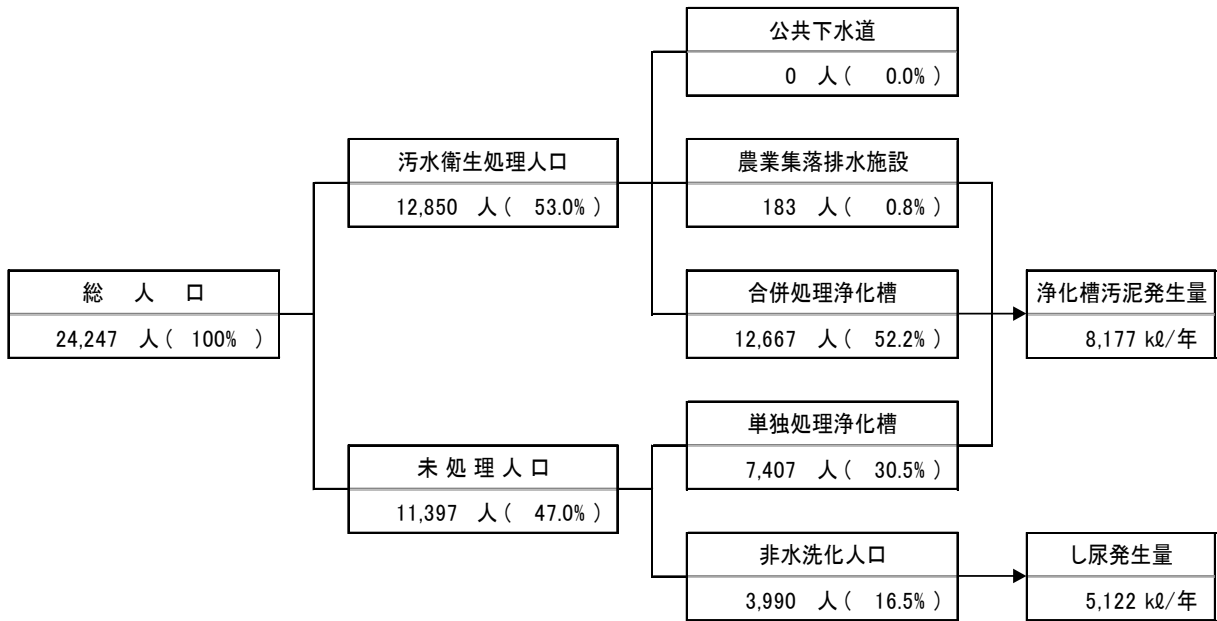 公共下水道
0 人 ( 0.0% )
汚水衛生処理人口
12,850 人 ( 53.0% )
農業集落排水施設
183 人 ( 0.8% )
総 人 口
24,247 人 ( 100% )
合併処理浄化槽
12,667 人 ( 52.2% )
浄化槽汚泥発生量
8,177 kℓ/年
未 処 理 人 口
11,397 人 ( 47.0% )
単独処理浄化槽
7,407 人 ( 30.5% )
非水洗化人口
3,990 人 ( 16.5% )
し尿発生量
5,122 kℓ/年